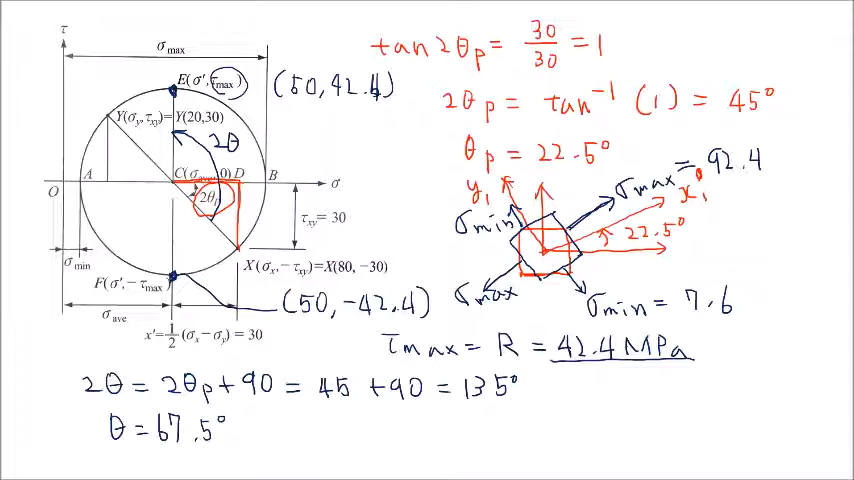 τ
σmax
E(σ′, τmax)
(50, 42.4)
tan 2θp = 30/30 = 1
Y(σy, τxy)=Y(20,30)
2θ
2θp = tan⁻¹ (1) = 45°
θp = 22.5°
O
A
C(σave, 0)
D
B
σ
2θp
τxy = 30
σmin
X(σx, −τxy)=X(80, −30)
F(σ′, −τmax)
(50, −42.4)
σave
x′=1/2(σx−σy) = 30
y₁
σmax = 92.4
x₁
σmin
22.5°
σmax
σmin = 7.6
τmax = R = 42.4 MPa
2θ = 2θp + 90 = 45 + 90 = 135°
θ = 67.5°